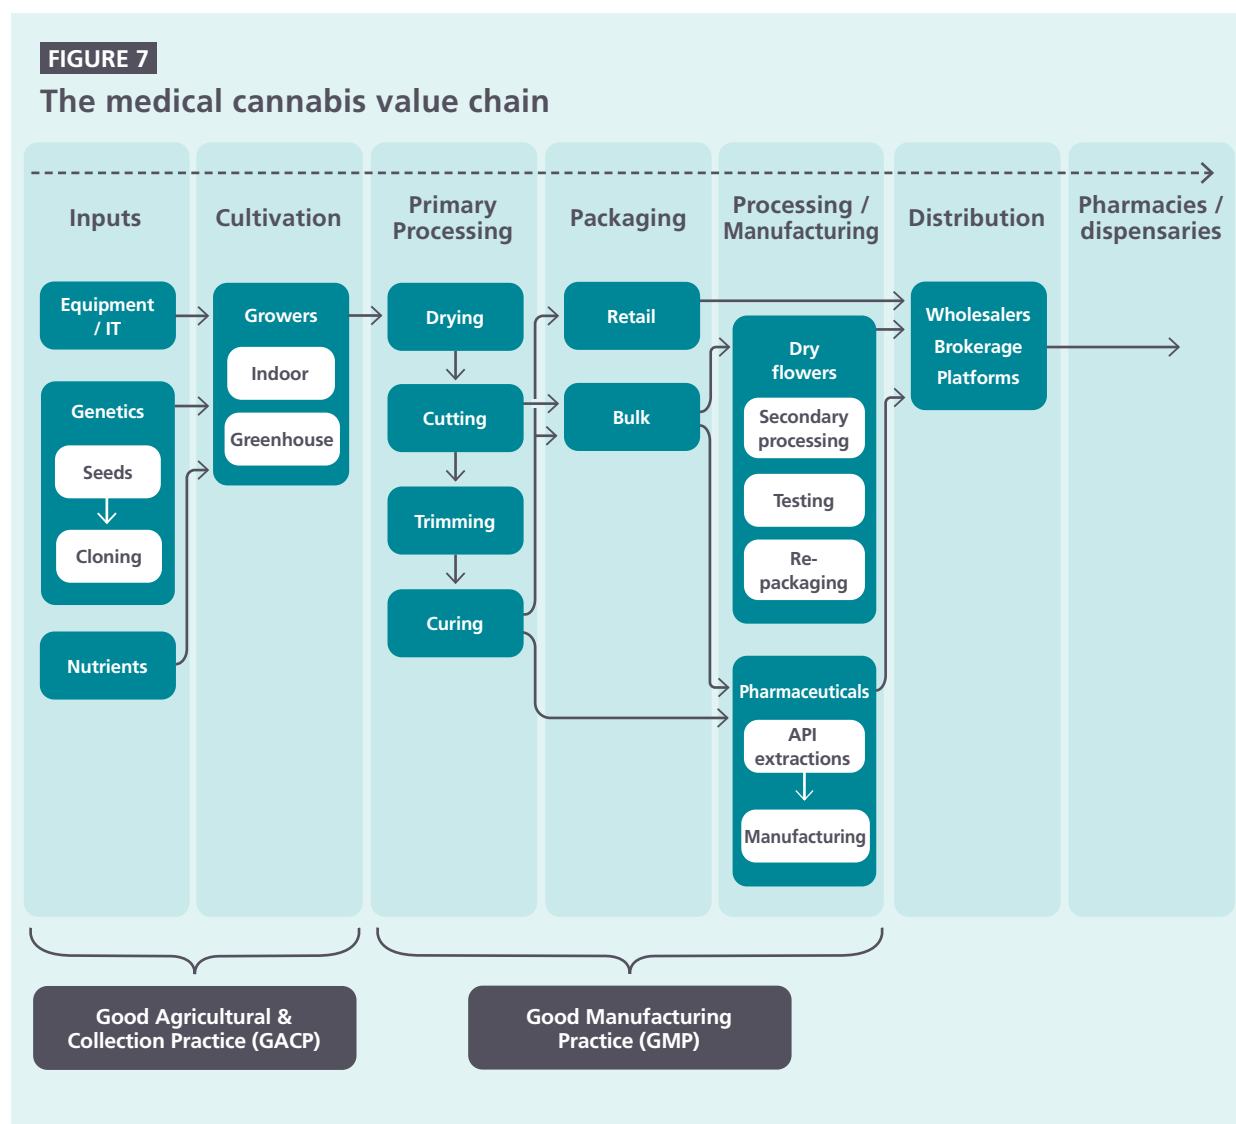 FIGURE 7
The medical cannabis value chain
Inputs
Cultivation
Primary
Processing
Packaging
Processing /
Manufacturing
Distribution
Pharmacies /
dispensaries
Equipment
/ IT
Genetics
Seeds
Cloning
Nutrients
Growers
Indoor
Greenhouse
Drying
Cutting
Trimming
Curing
Retail
Bulk
Dry
flowers
Secondary
processing
Testing
Re-
packaging
Pharmaceuticals
API
extractions
Manufacturing
Wholesalers
Brokerage
Platforms
Good Agricultural &
Collection Practice (GACP)
Good Manufacturing
Practice (GMP)